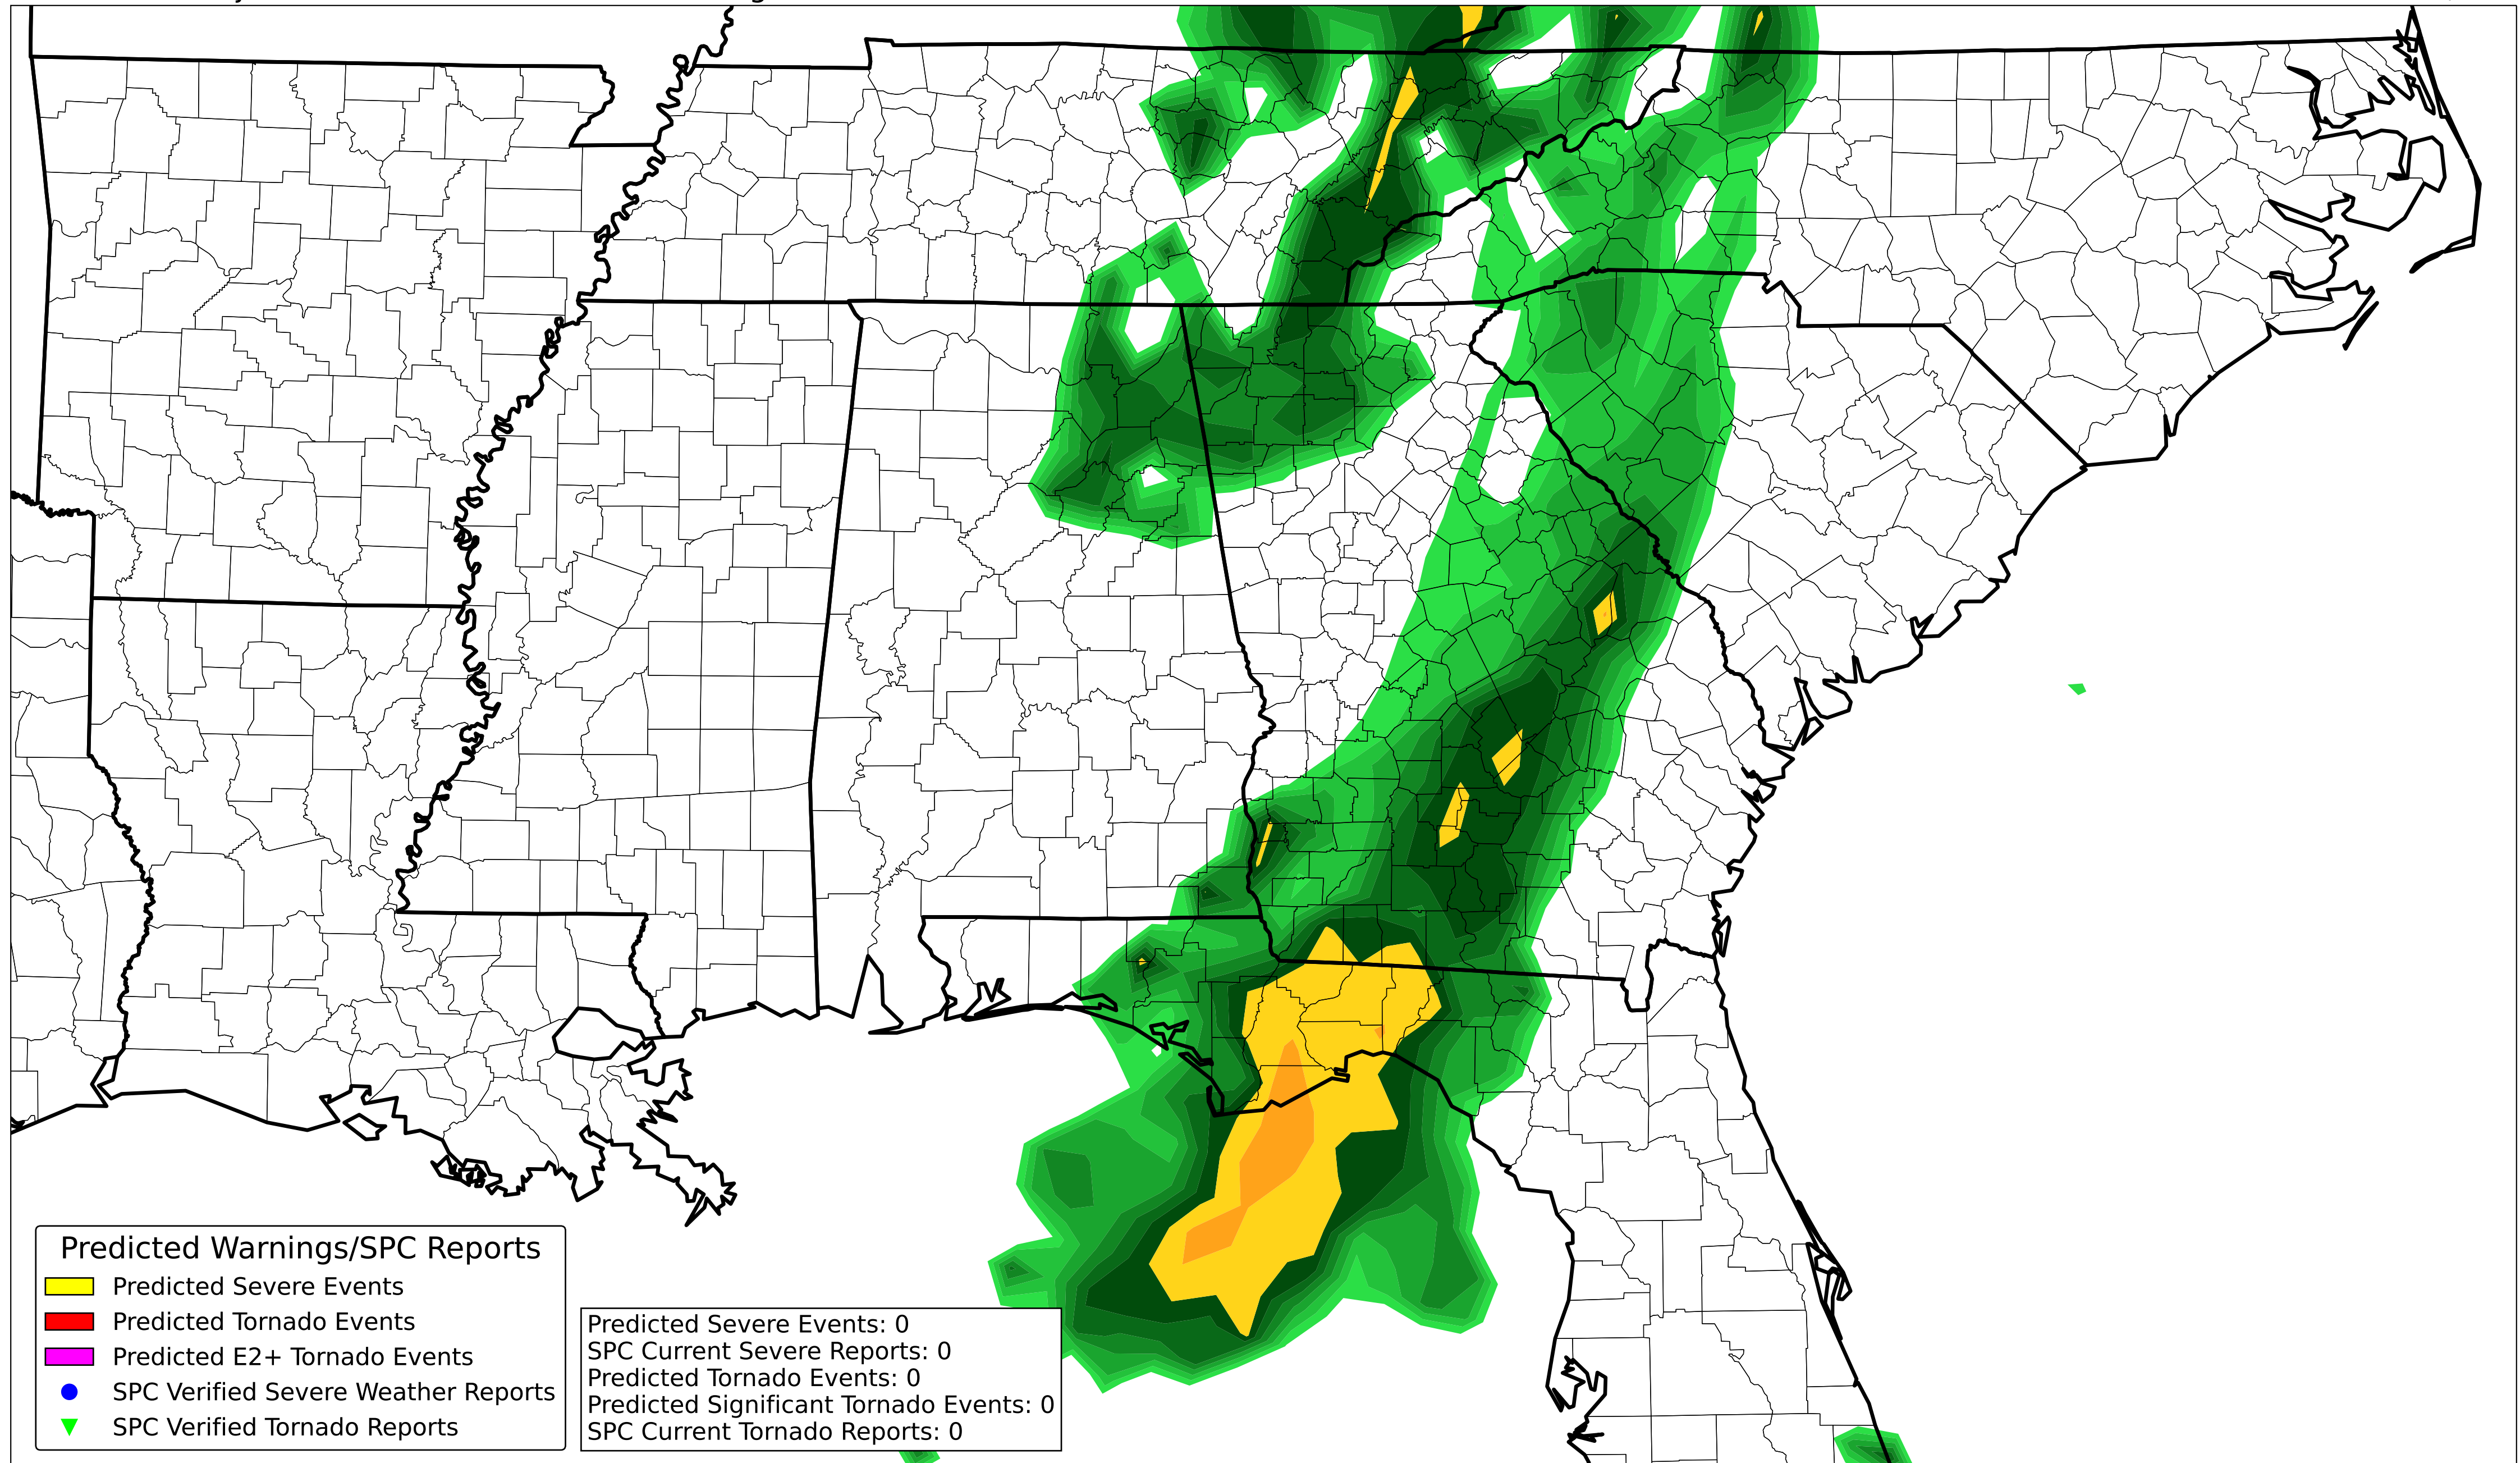 Predicted Warnings/SPC Reports
Predicted Severe Events
Predicted Tornado Events
Predicted E2+ Tornado Events
SPC Verified Severe Weather Reports
SPC Verified Tornado Reports
Predicted Severe Events: 0
SPC Current Severe Reports: 0
Predicted Tornado Events: 0
Predicted Significant Tornado Events: 0
SPC Current Tornado Reports: 0